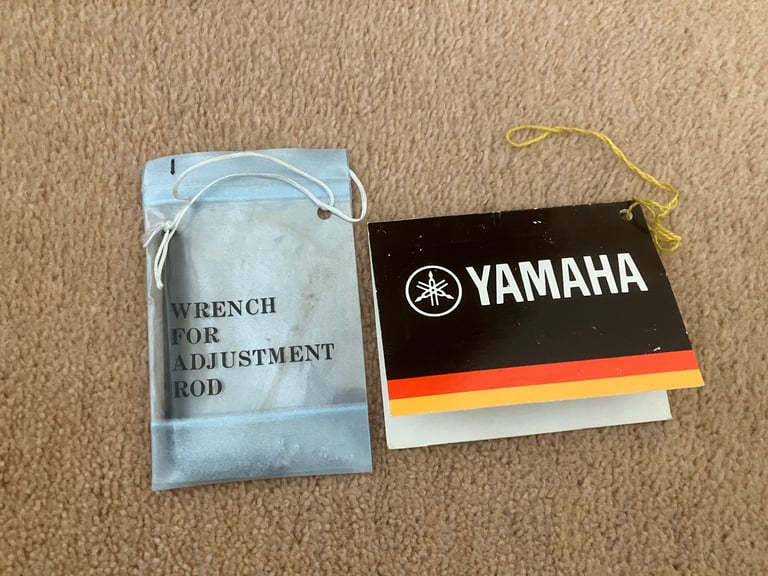 WRENCH
FOR
ADJUSTMENT
ROD
YAMAHA